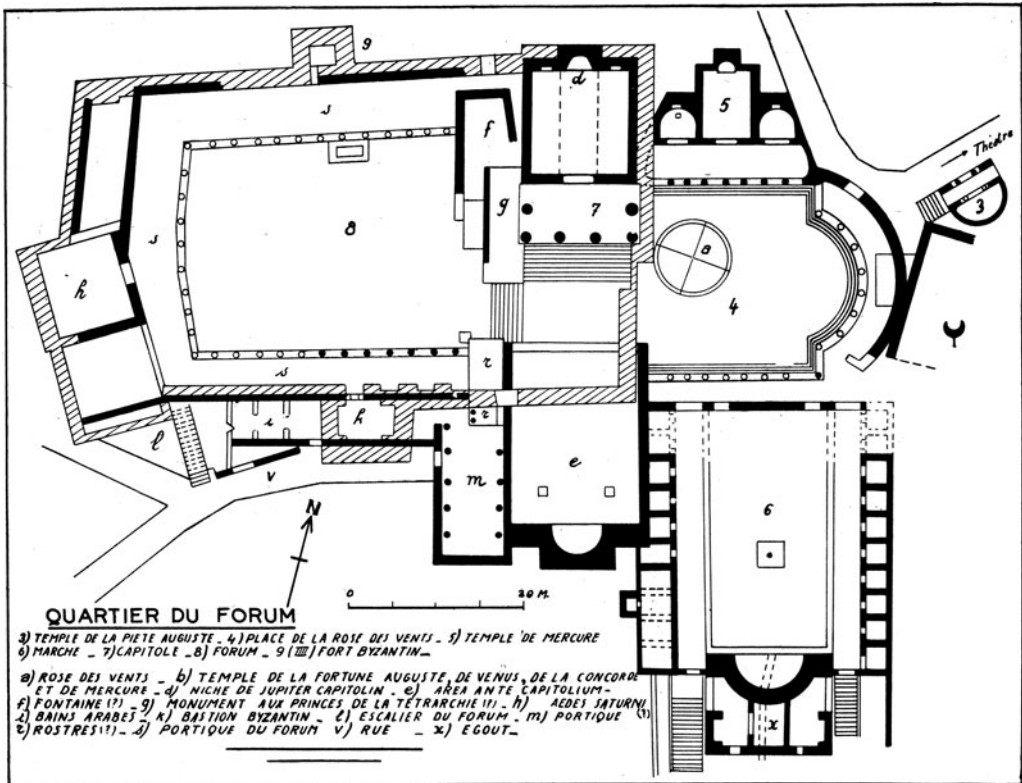 9
d
5
s
f
Théâtre
3
g
7
8
a
s
4
h
r
s
r
i
k
l
e
m
v
6
N
0 20 M.
x
QUARTIER DU FORUM
3) TEMPLE DE LA PIETE AUGUSTE _ 4) PLACE DE LA ROSE DES VENTS _ 5) TEMPLE DE MERCURE
6) MARCHE _ 7) CAPITOLE _ 8) FORUM _ 9 (////) FORT BYZANTIN _
a) ROSE DES VENTS _ b) TEMPLE DE LA FORTUNE AUGUSTE, DE VENUS, DE LA CONCORDE
ET DE MERCURE _ d) NICHE DE JUPITER CAPITOLIN _ e) AREA ANTE CAPITOLIUM _
f) FONTAINE (?) _ g) MONUMENT AUX PRINCES DE LA TÉTRARCHIE (?) _ h) AEDES SATURNI
i) BAINS ARABES _ k) BASTION BYZANTIN _ l) ESCALIER DU FORUM _ m) PORTIQUE (?)
r) ROSTRES (?) _ s) PORTIQUE DU FORUM v) RUE _ x) EGOUT _